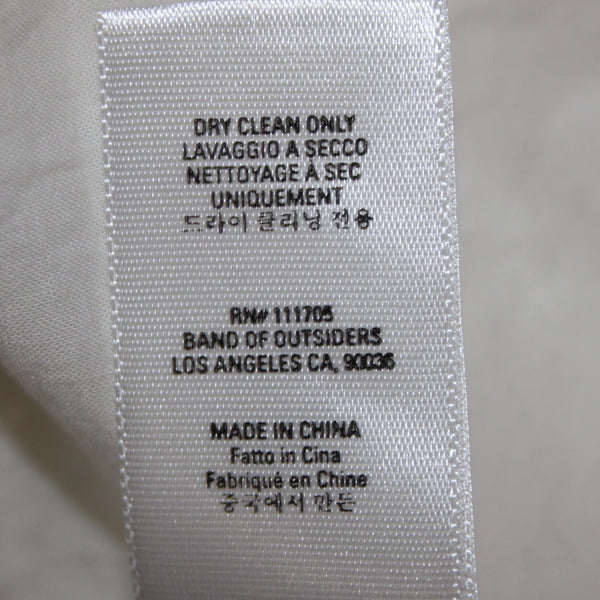 DRY CLEAN ONLY
LAVAGGIO A SECCO
NETTOYAGE À SEC
UNIQUEMENT
드라이 클리닝 전용
RN# 111705
BAND OF OUTSIDERS
LOS ANGELES CA, 90036
MADE IN CHINA
Fatto in Cina
Fabriqué en Chine
중국에서 만든